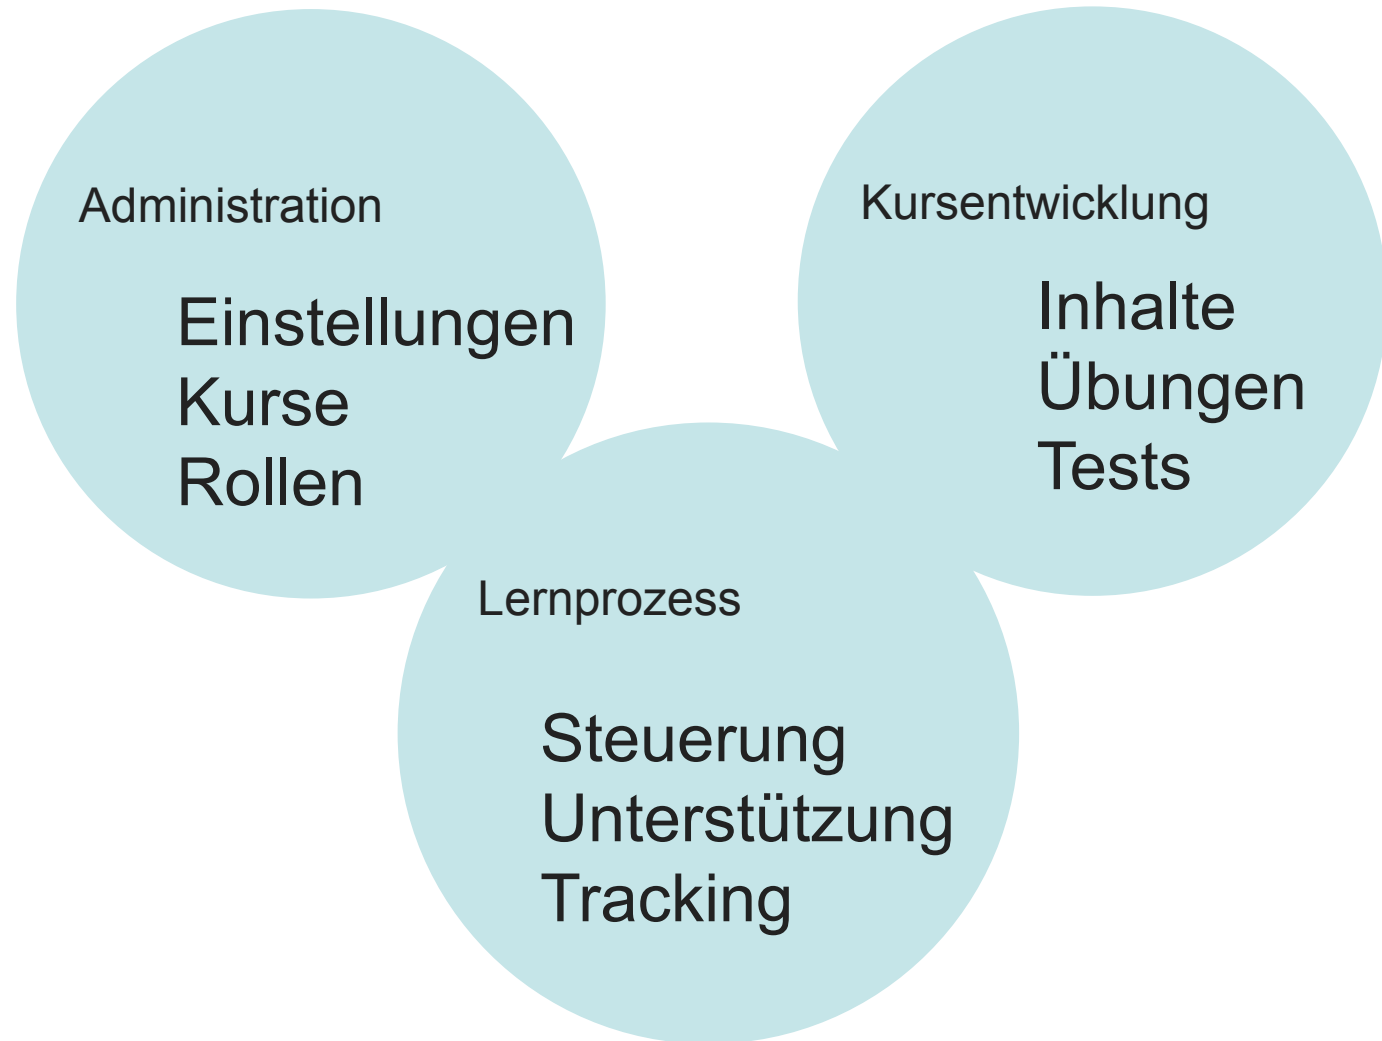 Administration
Einstellungen
Kurse
Rollen
Kursentwicklung
Inhalte
Übungen
Tests
Lernprozess
Steuerung
Unterstützung
Tracking